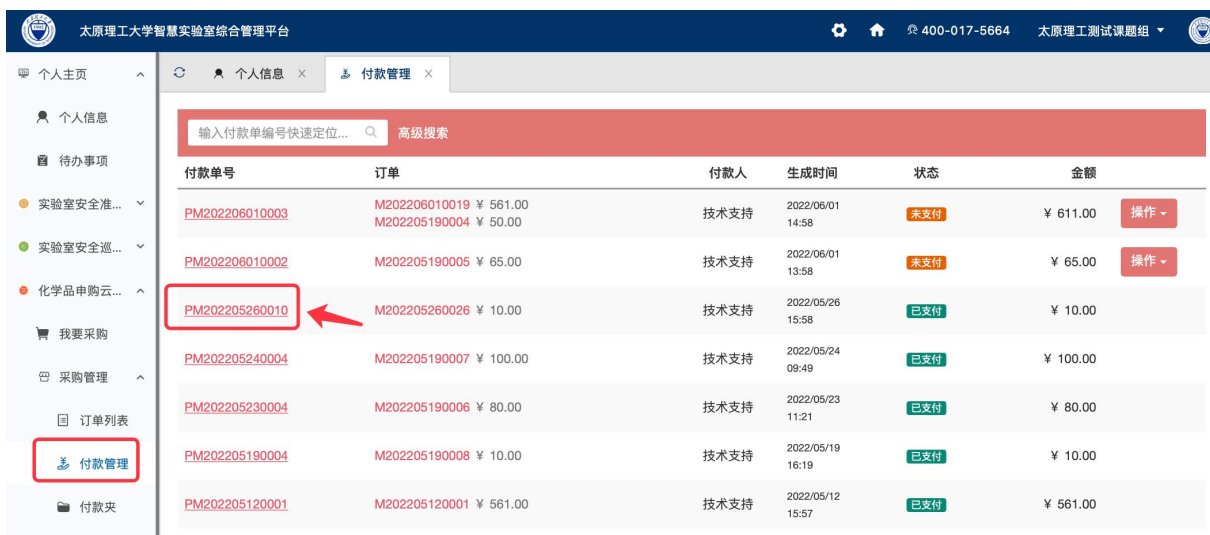 太原理工大学智慧实验室综合管理平台
400-017-5664
太原理工测试课题组
个人主页
个人信息
付款管理
个人信息
待办事项
实验室安全准...
实验室安全巡...
化学品申购云...
我要采购
采购管理
订单列表
付款管理
付款夹
输入付款单编号快速定位...
高级搜索
付款单号 订单 付款人 生成时间 状态 金额
PM202206010003 M202206010019 ¥ 561.00 技术支持 2022/06/01 未支付 ¥ 611.00 操作
M202205190004 ¥ 50.00 14:58
PM202206010002 M202205190005 ¥ 65.00 技术支持 2022/06/01 未支付 ¥ 65.00 操作
13:58
PM202205260010 M202205260026 ¥ 10.00 技术支持 2022/05/26 已支付 ¥ 10.00
15:58
PM202205240004 M202205190007 ¥ 100.00 技术支持 2022/05/24 已支付 ¥ 100.00
09:49
PM202205230004 M202205190006 ¥ 80.00 技术支持 2022/05/23 已支付 ¥ 80.00
11:21
PM202205190004 M202205190008 ¥ 10.00 技术支持 2022/05/19 已支付 ¥ 10.00
16:19
PM202205120001 M202205120001 ¥ 561.00 技术支持 2022/05/12 已支付 ¥ 561.00
15:57